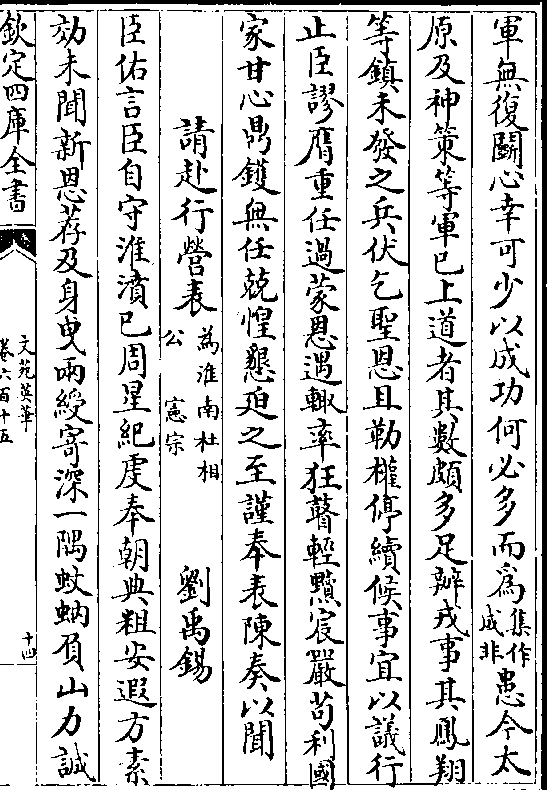 軍無復鬬心幸可少以成功何必多而為集作成非患今太
原及神策等軍已上道者其數頗多足辦戎事其鳳翔
等鎮未發之兵伏乞聖恩且勒權停續候事宜以議行
止臣謬膺重任過蒙恩遇輙率狂瞽輕黷宸嚴苟利國
家甘心鼎鑊無任兢惶懇迫之至謹奉表陳奏以聞
請赴行營表為淮南杜相公憲宗 劉禹錫
臣佑言臣自守淮濆已周星紀虔奉朝典粗安遐方素
効未聞新恩荐及身曳兩綬寄深一隅蚊蚋負山力誠
欽定四庫全書
文苑英華
卷六百十五
十四